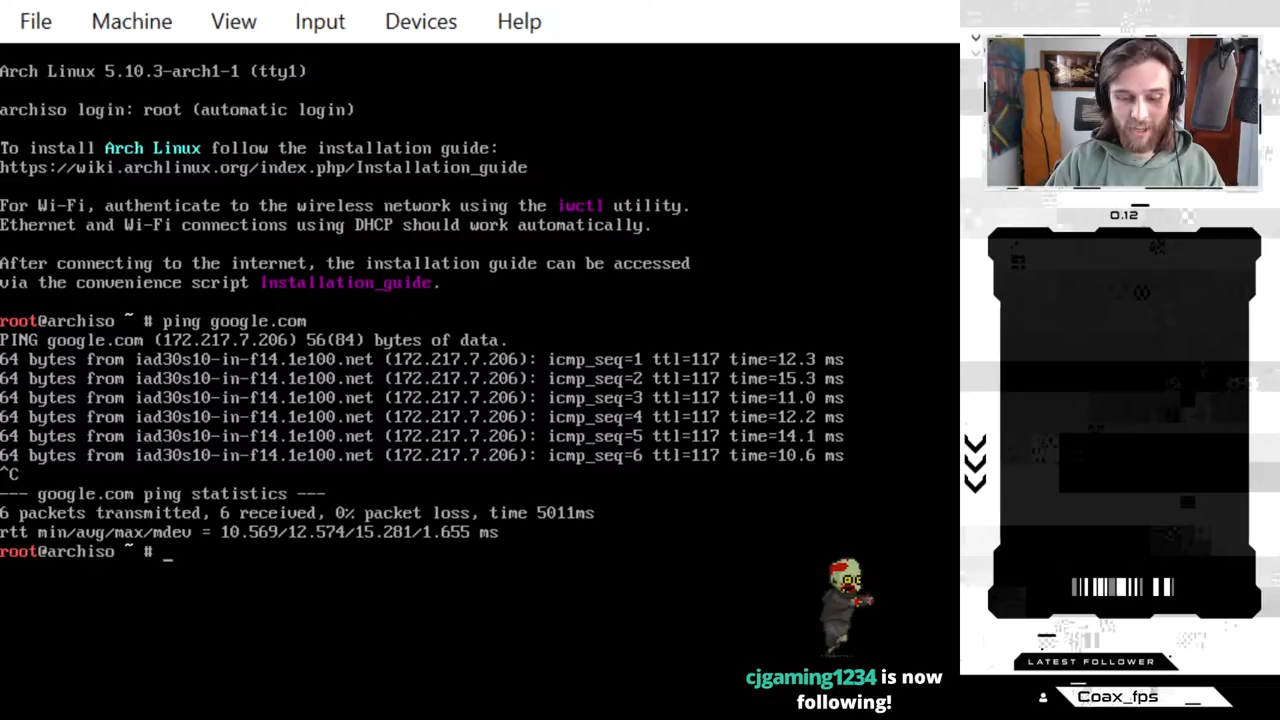 File Machine View Input Devices Help
Arch Linux 5.10.3-arch1-1 (tty1)
archiso login: root (automatic login)
To install Arch Linux follow the installation guide:
https://wiki.archlinux.org/index.php/Installation_guide
For Wi-Fi, authenticate to the wireless network using the iwctl utility.
Ethernet and Wi-Fi connections using DHCP should work automatically.
After connecting to the internet, the installation guide can be accessed
via the convenience script Installation_guide.
root@archiso ~ # ping google.com
PING google.com (172.217.7.206) 56(84) bytes of data.
64 bytes from iad30s10-in-f14.1e100.net (172.217.7.206): icmp_seq=1 ttl=117 time=12.3 ms
64 bytes from iad30s10-in-f14.1e100.net (172.217.7.206): icmp_seq=2 ttl=117 time=15.3 ms
64 bytes from iad30s10-in-f14.1e100.net (172.217.7.206): icmp_seq=3 ttl=117 time=11.0 ms
64 bytes from iad30s10-in-f14.1e100.net (172.217.7.206): icmp_seq=4 ttl=117 time=12.2 ms
64 bytes from iad30s10-in-f14.1e100.net (172.217.7.206): icmp_seq=5 ttl=117 time=14.1 ms
64 bytes from iad30s10-in-f14.1e100.net (172.217.7.206): icmp_seq=6 ttl=117 time=10.6 ms
^C
--- google.com ping statistics ---
6 packets transmitted, 6 received, 0% packet loss, time 5011ms
rtt min/avg/max/mdev = 10.569/12.574/15.281/1.655 ms
root@archiso ~ # _
cjgaming1234 is now
following!
0.12
LATEST FOLLOWER
Coax_fps